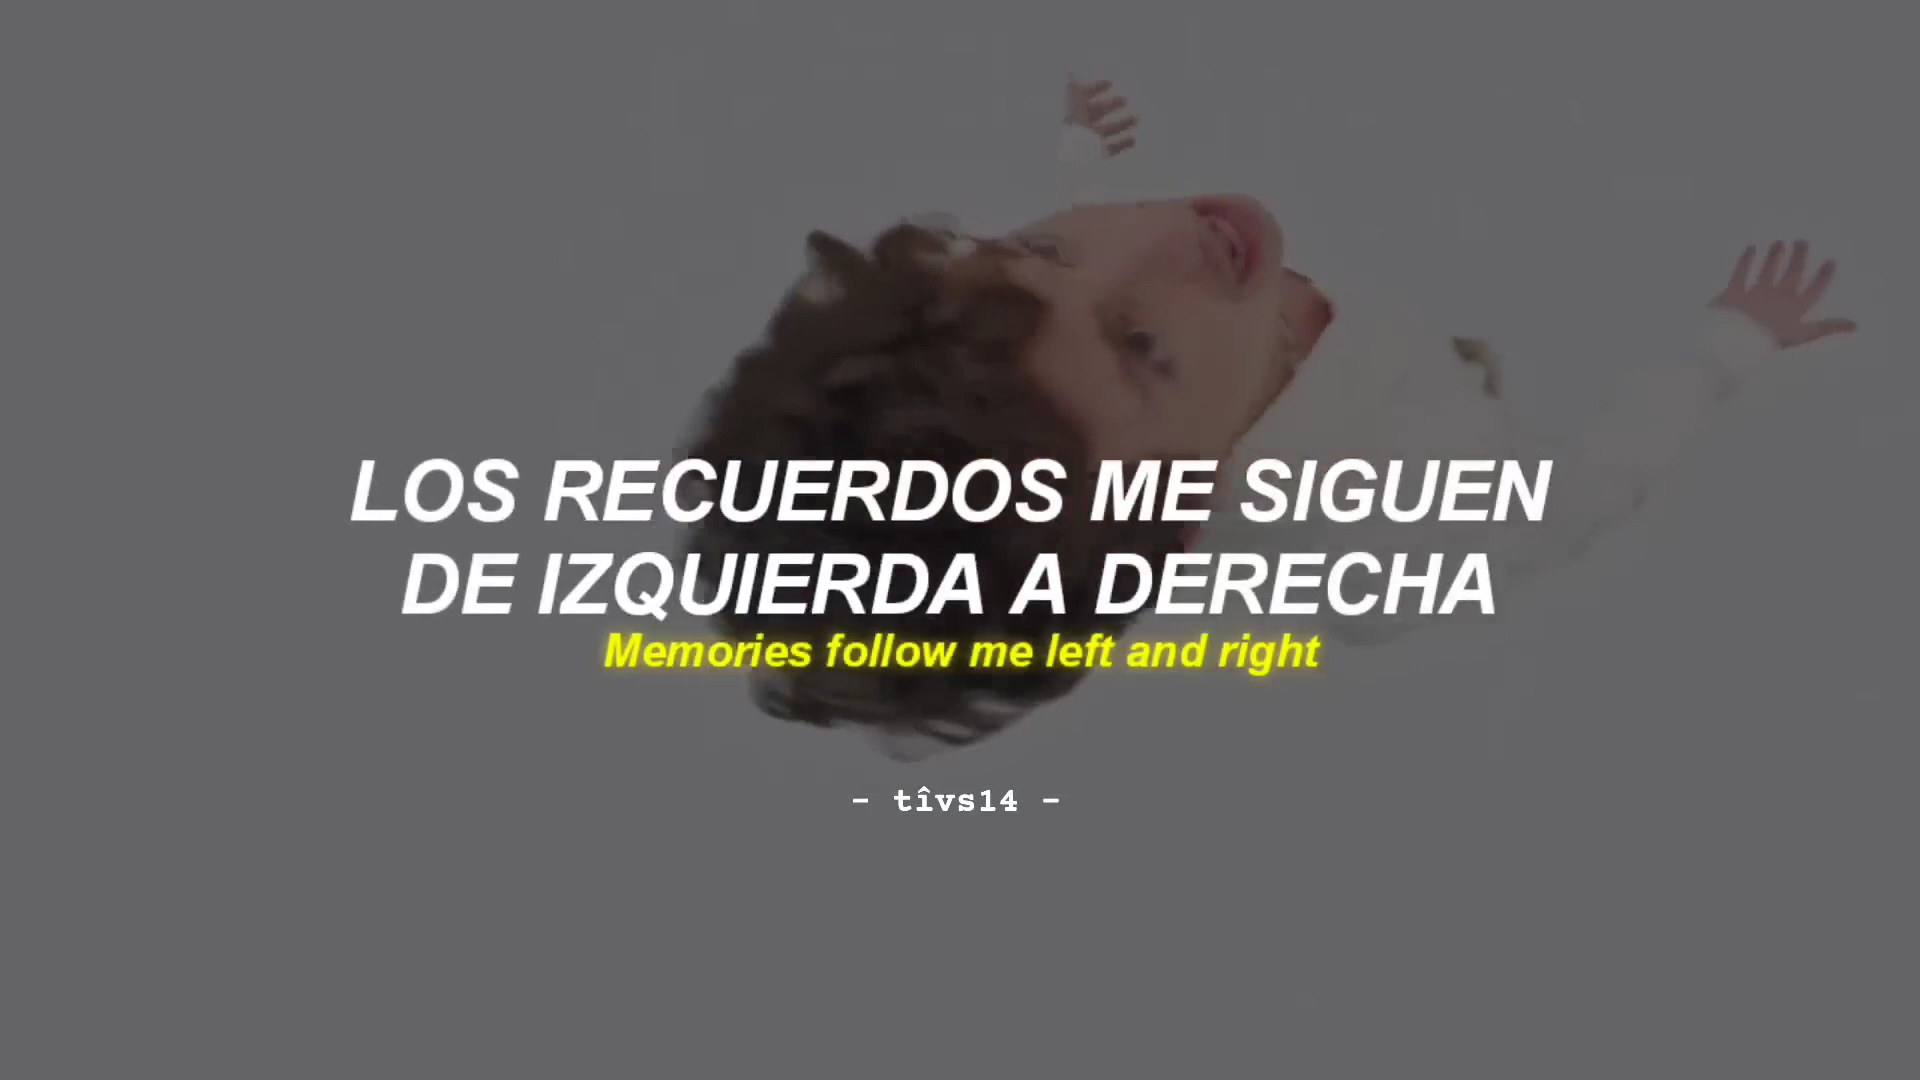 LOS RECUERDOS ME SIGUEN
DE IZQUIERDA A DERECHA
Memories follow me left and right
- tîvs14 -